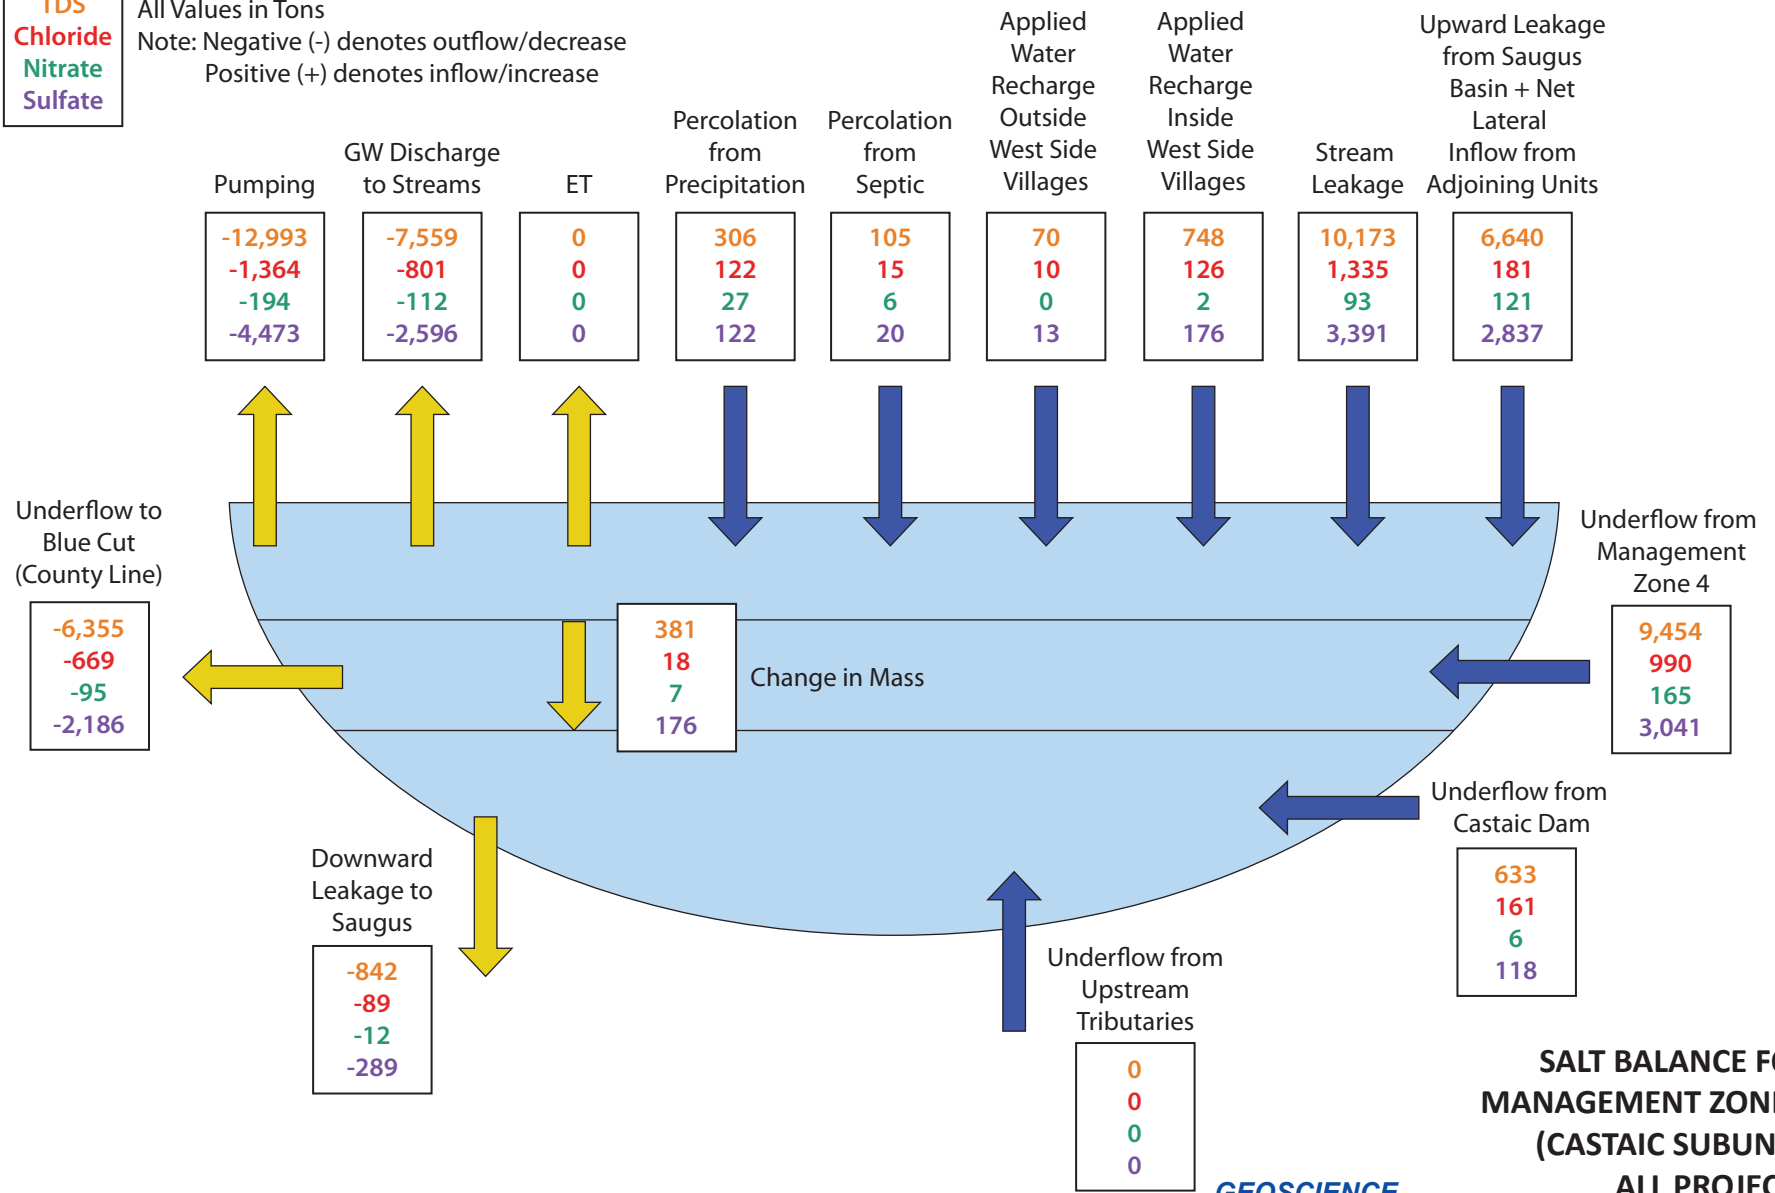 TDS
Chloride
Nitrate
Sulfate
All Values in Tons
Note: Negative (-) denotes outflow/decrease
Positive (+) denotes inflow/increase
Pumping
-12,993
-1,364
-194
-4,473
GW Discharge
to Streams
-7,559
-801
-112
-2,596
ET
0
0
0
0
Percolation
from
Precipitation
306
122
27
122
Percolation
from
Septic
105
15
6
20
Applied
Water
Recharge
Outside
West Side
Villages
70
10
0
13
Applied
Water
Recharge
Inside
West Side
Villages
748
126
2
176
Stream
Leakage
10,173
1,335
93
3,391
Upward Leakage
from Saugus
Basin + Net
Lateral
Inflow from
Adjoining Units
6,640
181
121
2,837
Underflow to
Blue Cut
(County Line)
-6,355
-669
-95
-2,186
381
18
7
176
Change in Mass
Underflow from
Management
Zone 4
9,454
990
165
3,041
Underflow from
Castaic Dam
633
161
6
118
Downward
Leakage to
Saugus
-842
-89
-12
-289
Underflow from
Upstream
Tributaries
0
0
0
0
SALT BALANCE
MANAGEMENT
(CASTAIC
ALL
GEOSCIENCE